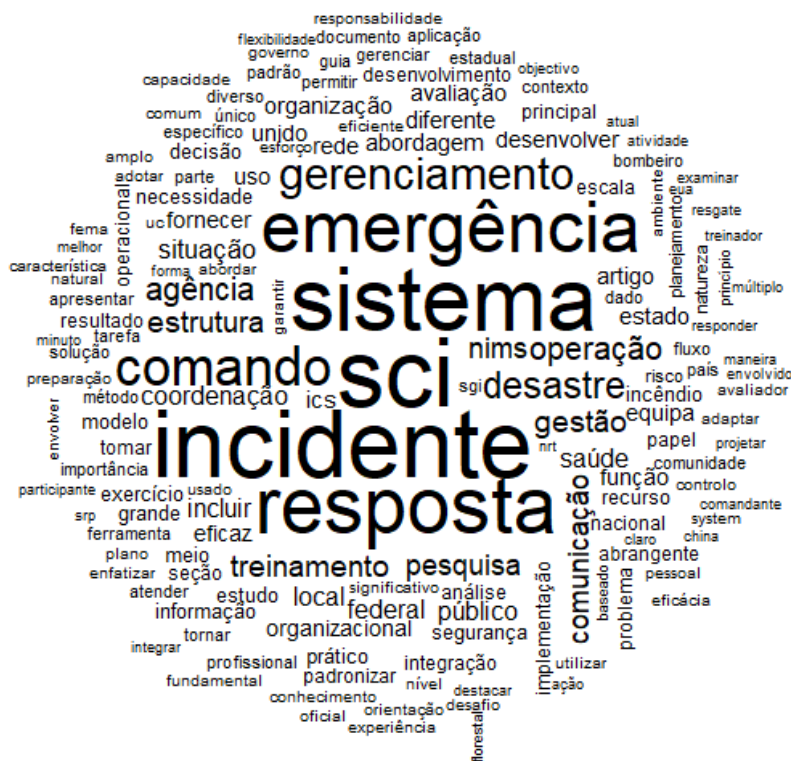 responsabilidade
flexibilidade documento aplicação
governo guia gerenciar estadual
capacidade padrão permitir desenvolvimento objectivo
diverso organização avaliação contexto
comum único eficiente diferente principal atual
específico unido esforço rede abordagem desenvolver atividade
amplo decisão bombeiro
adotar parte uso gerenciamento escala ambiente eua examinar
operacional necessidade planejamento resgate
fema uc fornecer emergência natureza treinador
melhor situação princípio
característica forma abordar artigo
natural agência garantir sistema dado múltiplo
apresentar estado
resultado estrutura responder
minuto tarefa nims operação fluxo
solução maneira
preparação comando sci sgi desastre risco país envolvido
método coordenação ics incêndio avaliador
envolver modelo gestão equipa adaptar
tomar incidente nrt papel projetar
importância saúde comunidade
participante exercício usado função controlo
srp grande incluir resposta comunicação recurso comandante
ferramenta eficaz nacional system
plano meio claro china
enfatizar seção treinamento pesquisa abrangente
atender estudo significativo análise implementação baseado problema pessoal
informação local federal público eficácia
tornar organizacional segurança
integrar profissional prático integração utilizar
fundamental padronizar nível ação
conhecimento destacar
oficial orientação desafio
experiência florestal